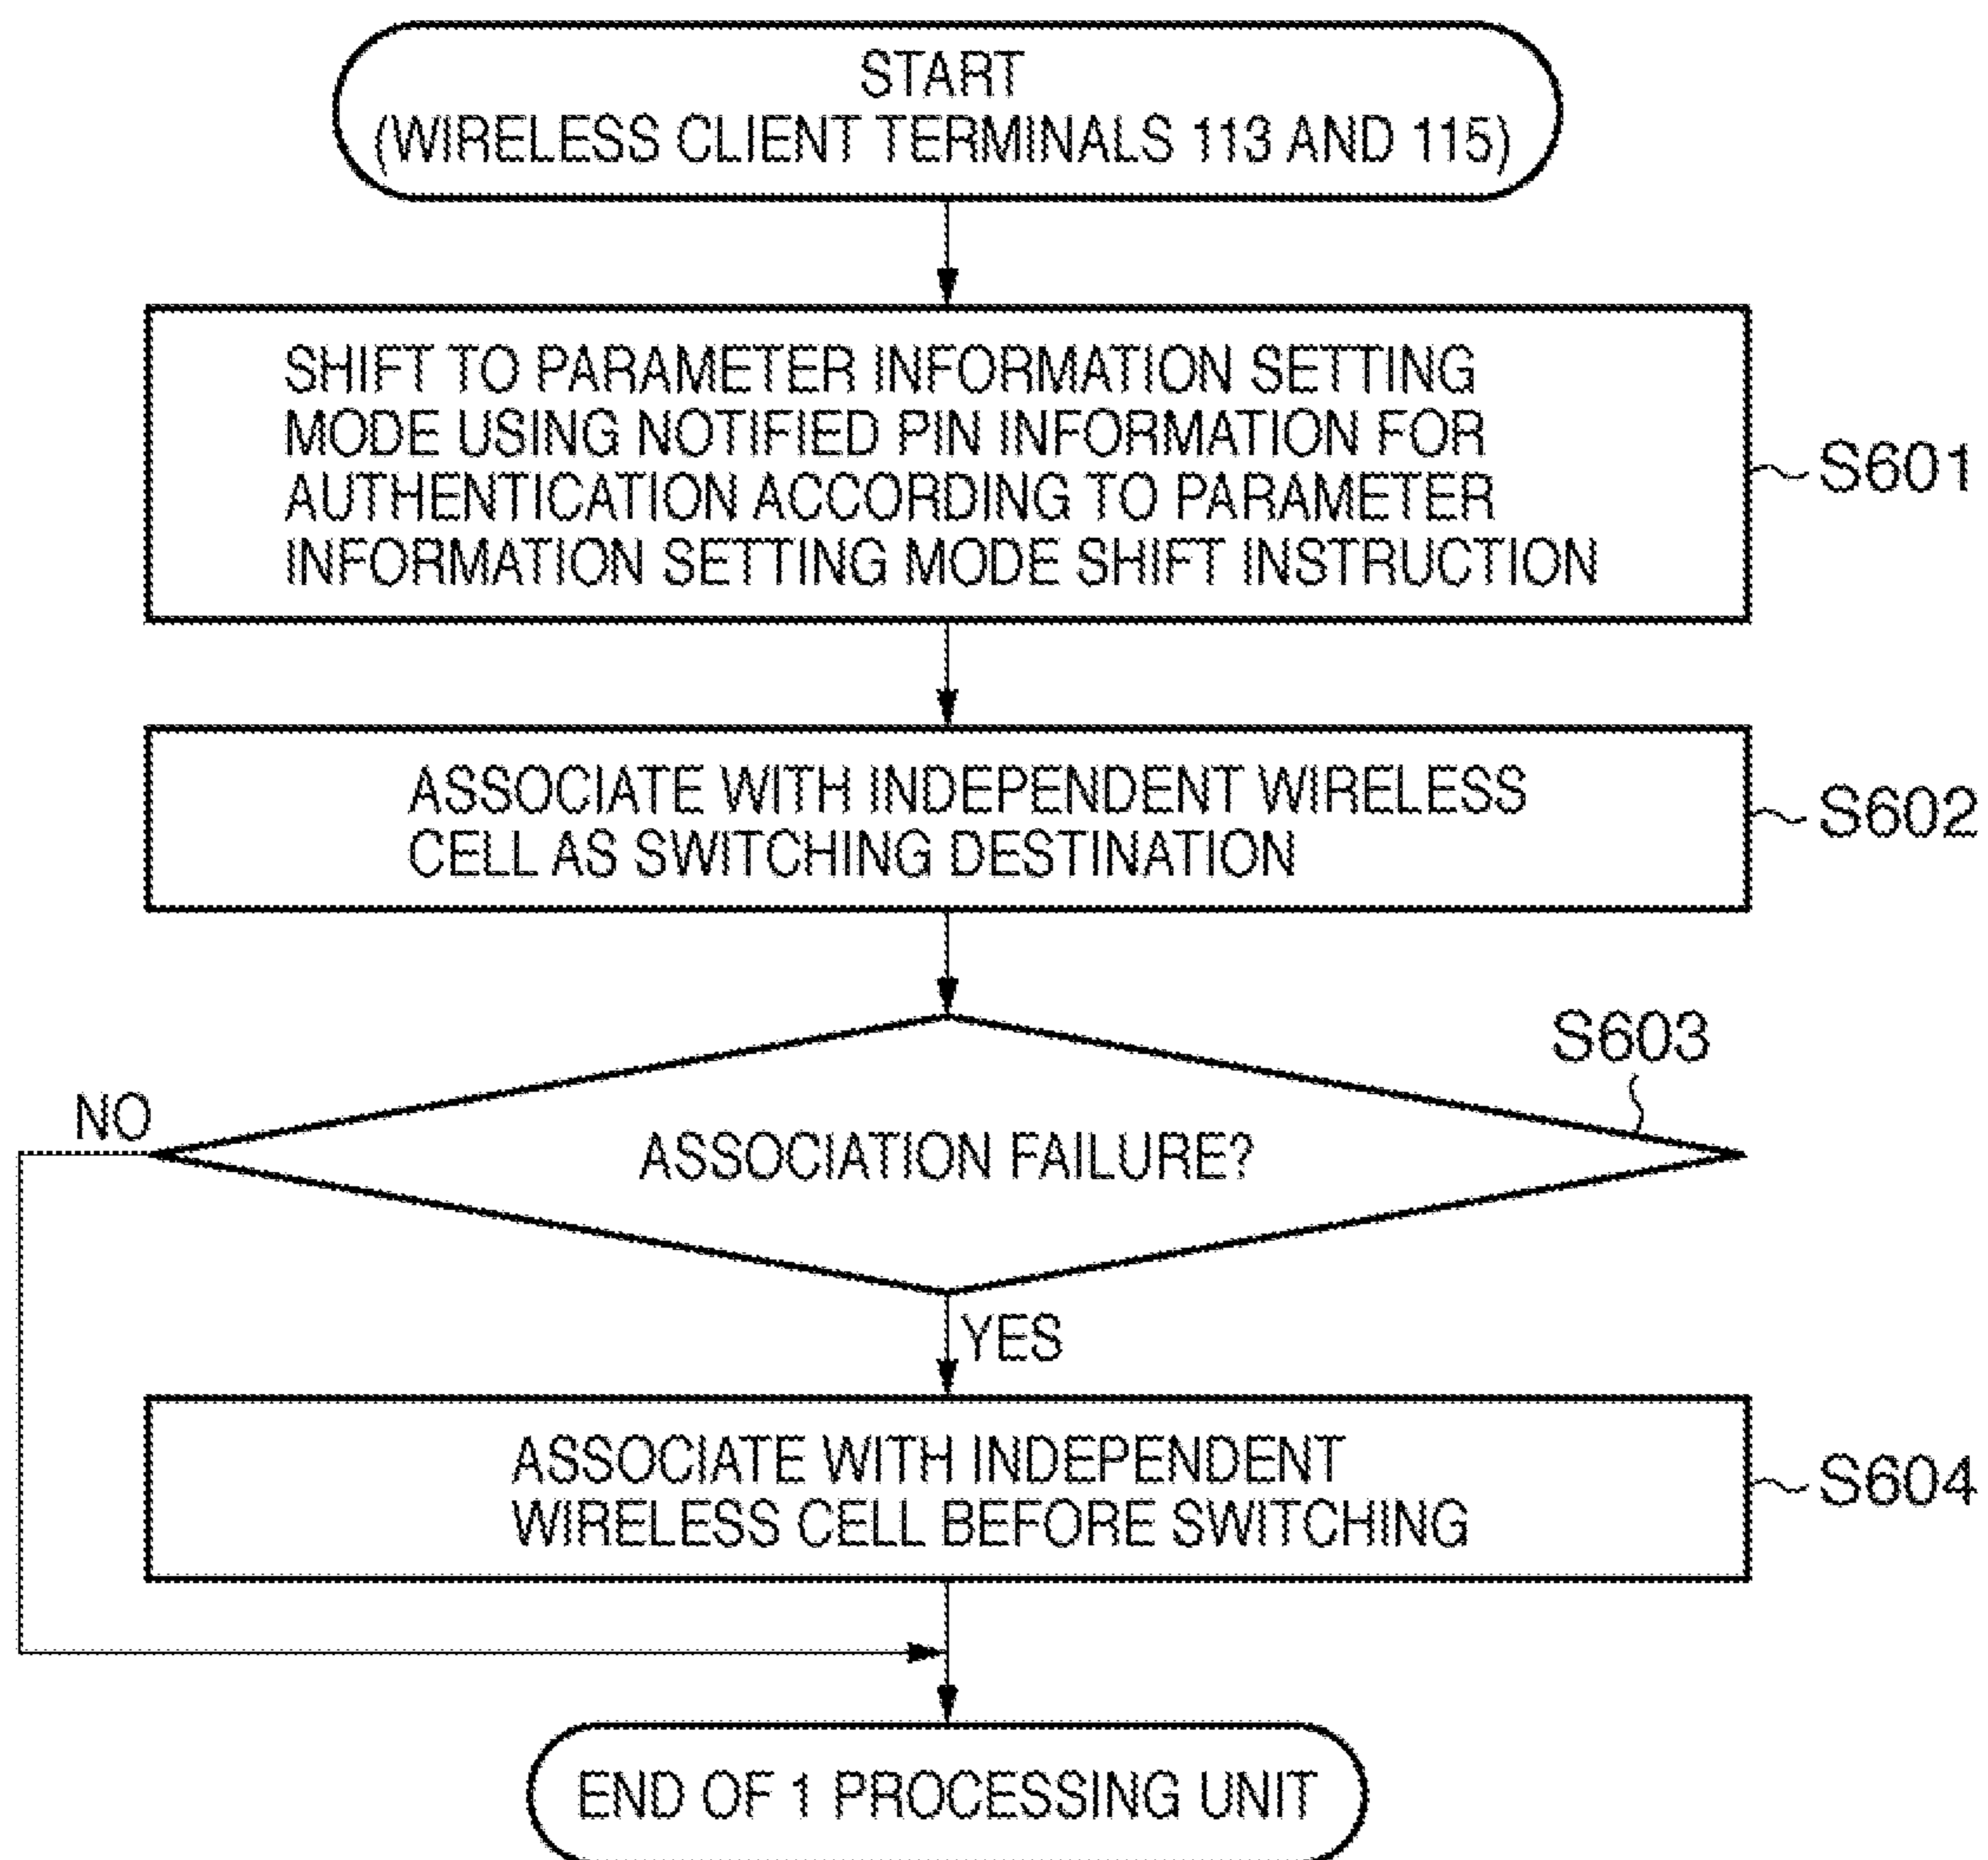 START
(WIRELESS CLIENT TERMINALS 113 AND 115)
SHIFT TO PARAMETER INFORMATION SETTING
MODE USING NOTIFIED PIN INFORMATION FOR
AUTHENTICATION ACCORDING TO PARAMETER
INFORMATION SETTING MODE SHIFT INSTRUCTION
S601
ASSOCIATE WITH INDEPENDENT WIRELESS
CELL AS SWITCHING DESTINATION
S602
S603
NO
ASSOCIATION FAILURE?
YES
ASSOCIATE WITH INDEPENDENT
WIRELESS CELL BEFORE SWITCHING
S604
END OF 1 PROCESSING UNIT